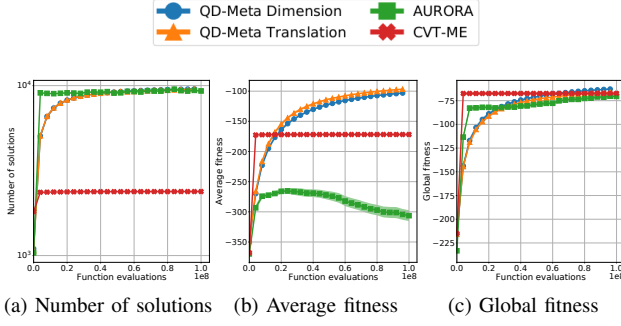 QD-Meta Dimension
AURORA
QD-Meta Translation
CVT-ME
10⁴
10³
Number of solutions
0.0 0.2 0.4 0.6 0.8 1.0
Function evaluations 1e8
−100
−150
−200
−250
−300
−350
Average fitness
0.0 0.2 0.4 0.6 0.8 1.0
Function evaluations 1e8
−75
−100
−125
−150
−175
−200
−225
Global fitness
0.0 0.2 0.4 0.6 0.8 1.0
Function evaluations 1e8
(a) Number of solutions (b) Average fitness (c) Global fitness